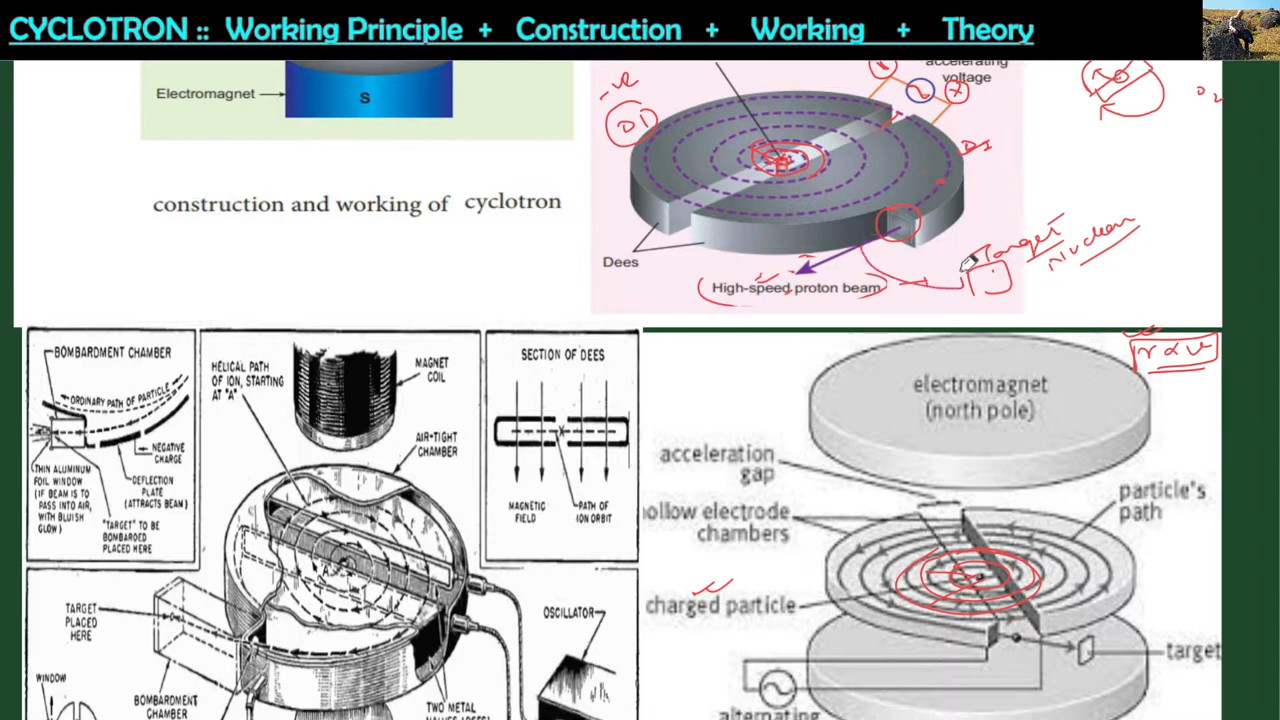 CYCLOTRON :: Working Principle + Construction + Working + Theory
Electromagnet
S
construction and working of cyclotron
accelerating
voltage
-ve
D1
D2
Dees
High-speed proton beam
Target
Nuclear
BOMBARDMENT CHAMBER
ORDINARY PATH OF PARTICLE
NEGATIVE
CHARGE
THIN ALUMINUM
FOIL WINDOW
(IF BEAM IS TO
PASS INTO AIR,
WITH BLUISH
GLOW)
DEFLECTION
PLATE
(ATTRACTS BEAM)
"TARGET" TO BE
BOMBARDED
PLACED HERE
HELICAL PATH
OF ION, STARTING
AT "A"
MAGNET
COIL
AIR-TIGHT
CHAMBER
SECTION OF DEES
MAGNETIC
FIELD
PATH OF
ION ORBIT
TARGET
PLACED
HERE
OSCILLATOR
WINDOW
BOMBARDMENT
CHAMBER
TWO METAL
r ∝ v
electromagnet
(north pole)
acceleration
gap
hollow electrode
chambers
particle's
path
charged particle
target
alternating